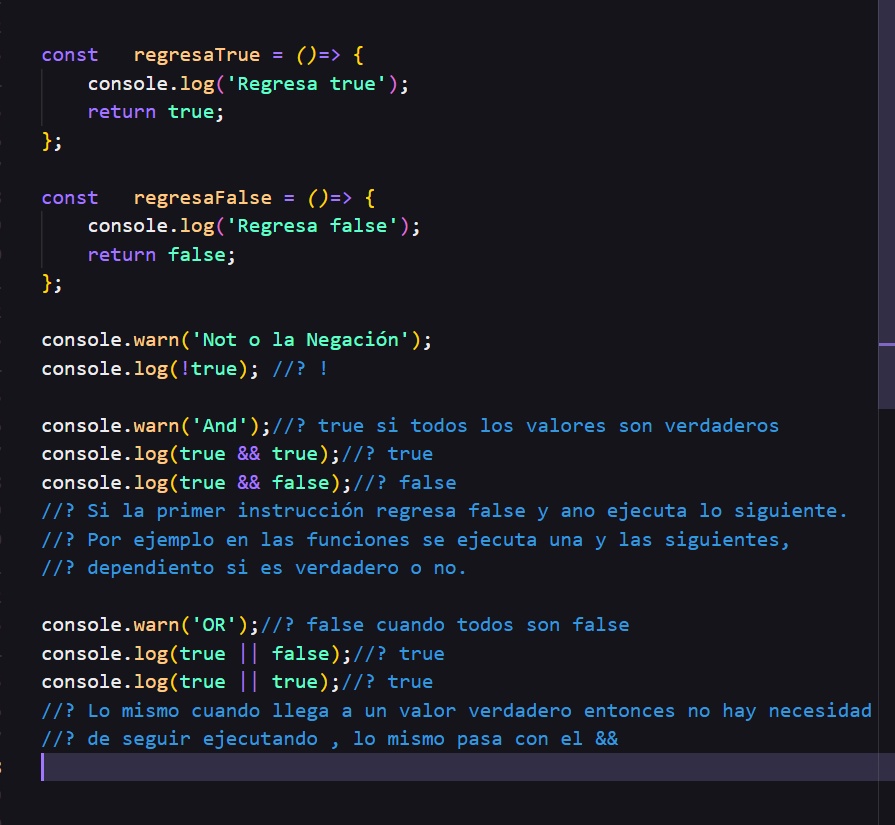 const   regresaTrue = ()=> {
    console.log('Regresa true');
    return true;
};
const   regresaFalse = ()=> {
    console.log('Regresa false');
    return false;
};
console.warn('Not o la Negación');
console.log(!true); //? !
console.warn('And');//? true si todos los valores son verdaderos
console.log(true && true);//? true
console.log(true && false);//? false
//? Si la primer instrucción regresa false y ano ejecuta lo siguiente.
//? Por ejemplo en las funciones se ejecuta una y las siguientes,
//? dependiento si es verdadero o no.
console.warn('OR');//? false cuando todos son false
console.log(true || false);//? true
console.log(true || true);//? true
//? Lo mismo cuando llega a un valor verdadero entonces no hay necesidad
//? de seguir ejecutando , lo mismo pasa con el &&